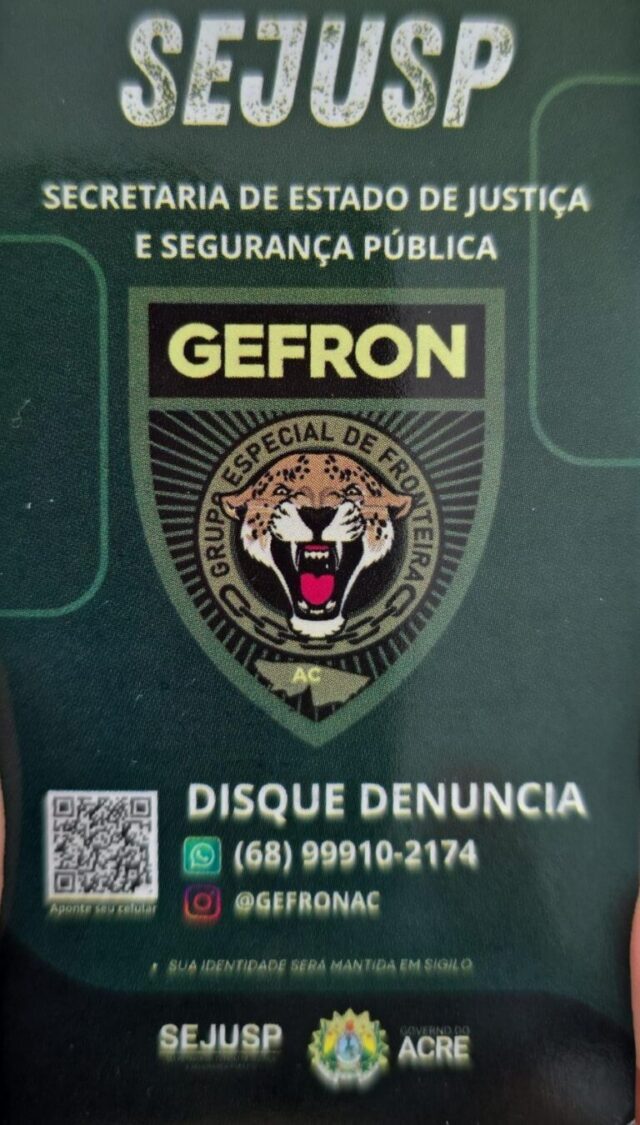 SEJUSP
SECRETARIA DE ESTADO DE JUSTIÇA
E SEGURANÇA PÚBLICA
GEFRON
GRUPO ESPECIAL DE FRONTEIRA
AC
DISQUE DENUNCIA
(68) 99910-2174
@GEFRONAC
Aponte seu celular
SUA IDENTIDADE SERÁ MANTIDA EM SIGILO
SEJUSP
GOVERNO DO
ACRE